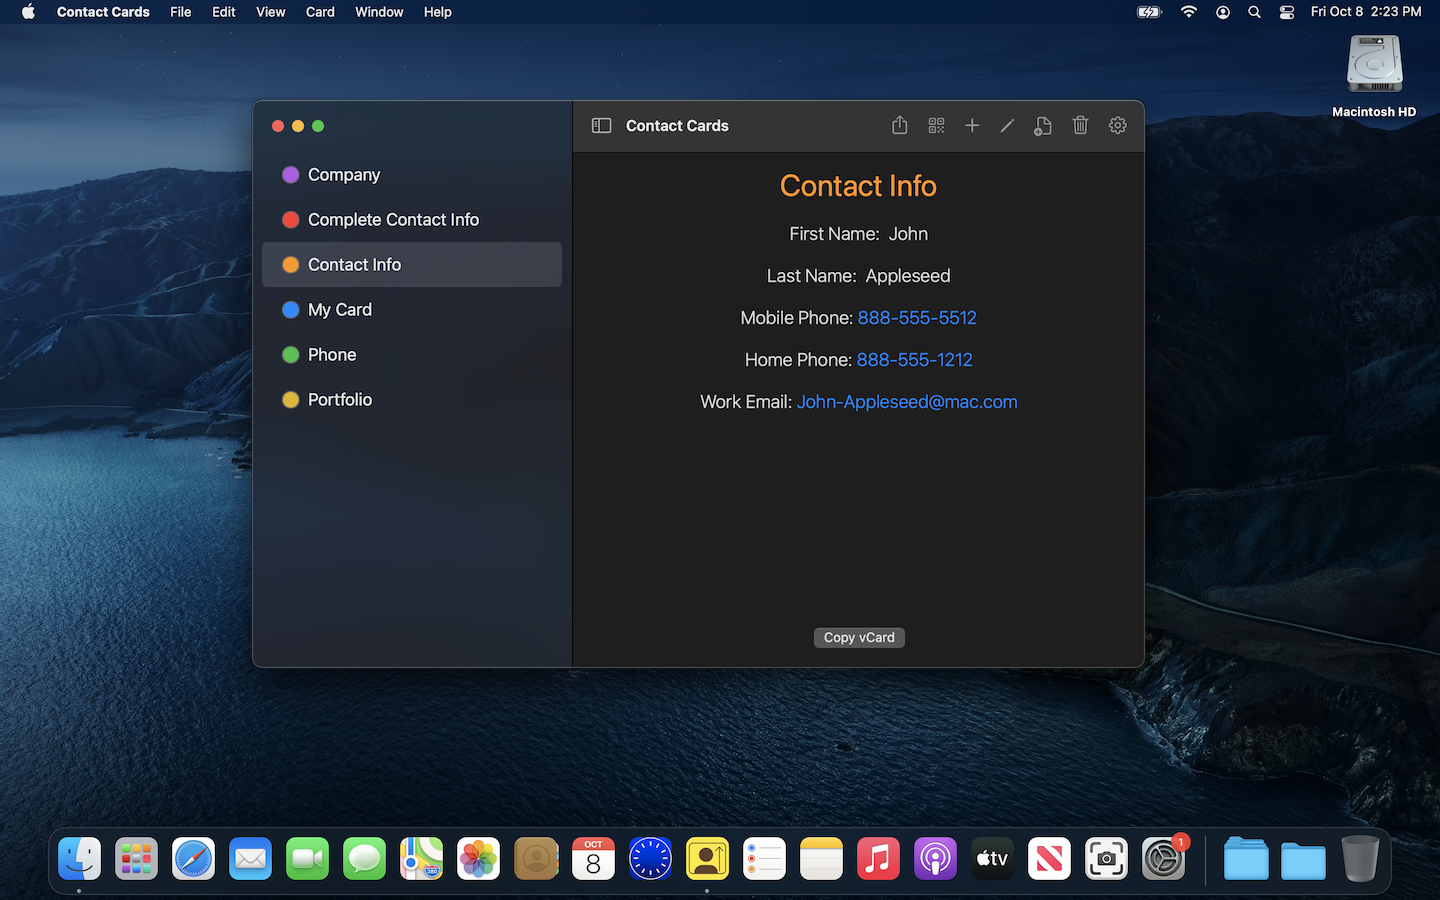 Contact Cards File Edit View Card Window Help Fri Oct 8 2:23 PM
Macintosh HD
Contact Cards
Company
Complete Contact Info
Contact Info
My Card
Phone
Portfolio
Contact Info
First Name: John
Last Name: Appleseed
Mobile Phone: 888-555-5512
Home Phone: 888-555-1212
Work Email: John-Appleseed@mac.com
Copy vCard
OCT
8
280
tv
1